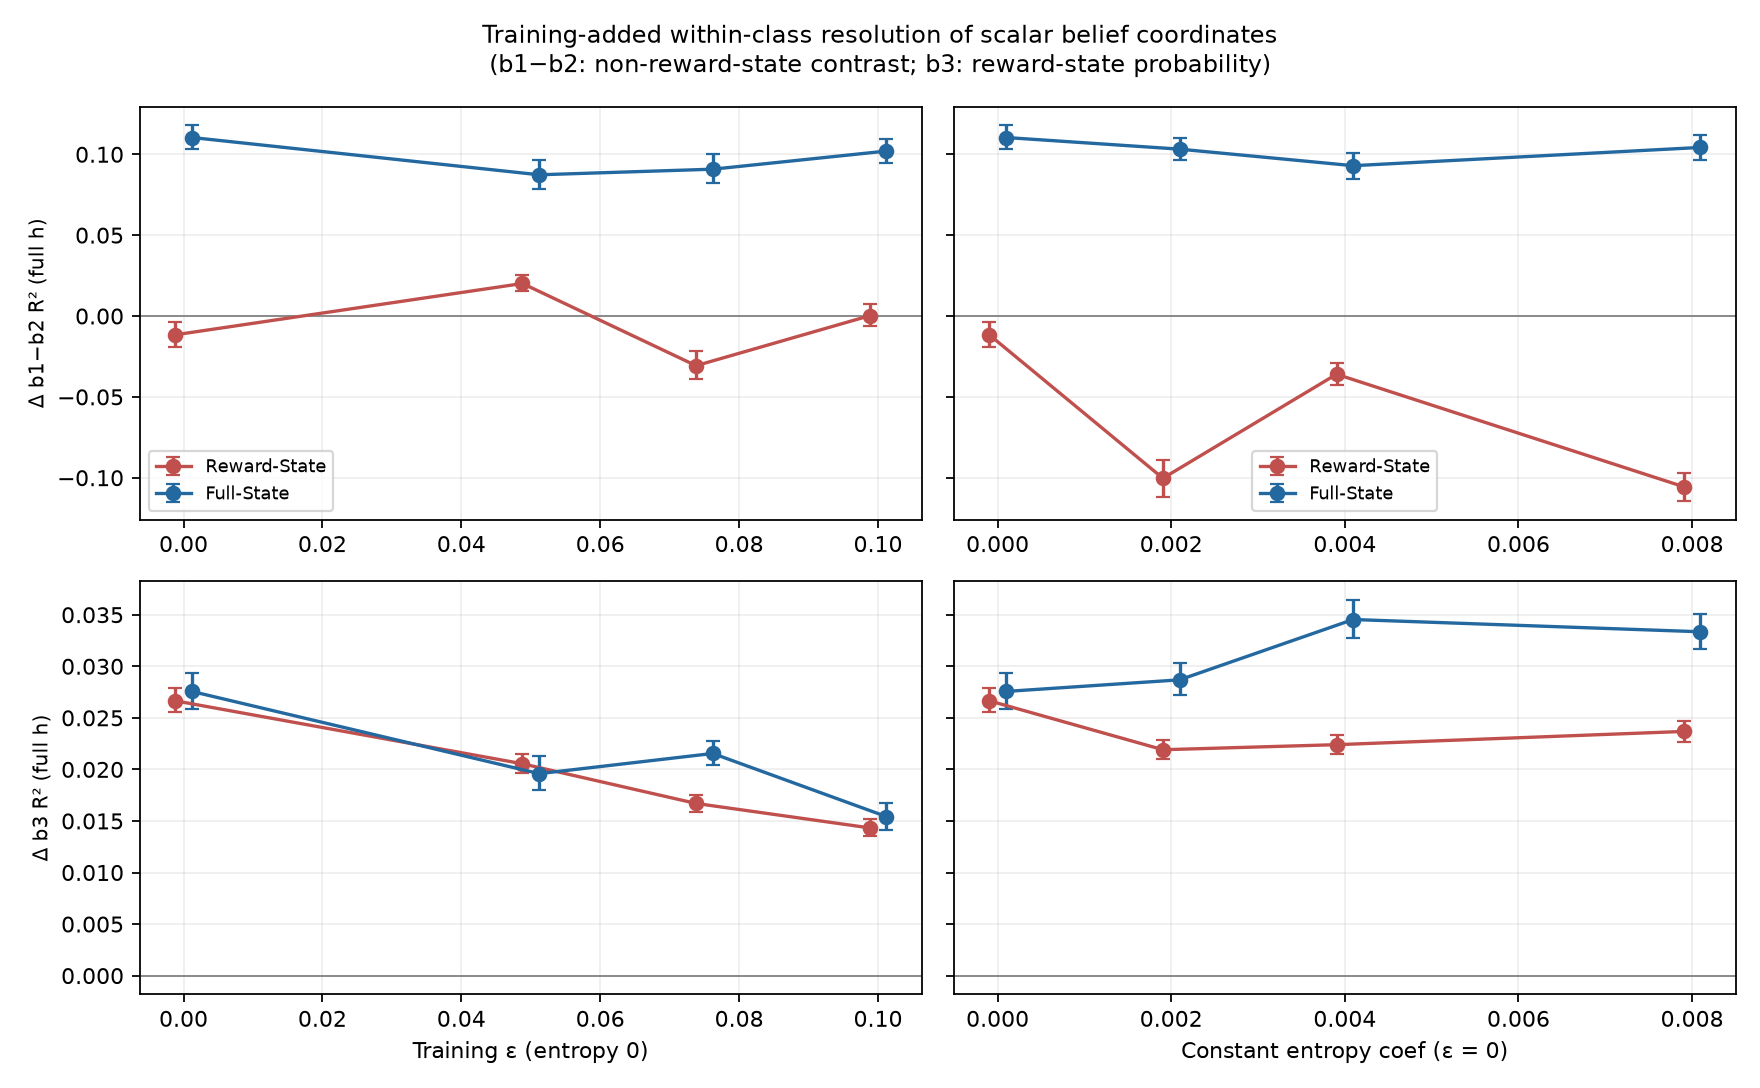 Training-added within-class resolution of scalar belief coordinates
(b1−b2: non-reward-state contrast; b3: reward-state probability)
Δ b1−b2 R² (full h)
0.10
0.05
0.00
−0.05
−0.10
Reward-State
Full-State
0.00 0.02 0.04 0.06 0.08 0.10
Reward-State
Full-State
0.000 0.002 0.004 0.006 0.008
Δ b3 R² (full h)
0.035
0.030
0.025
0.020
0.015
0.010
0.005
0.000
0.00 0.02 0.04 0.06 0.08 0.10
Training ε (entropy 0)
0.000 0.002 0.004 0.006 0.008
Constant entropy coef (ε = 0)